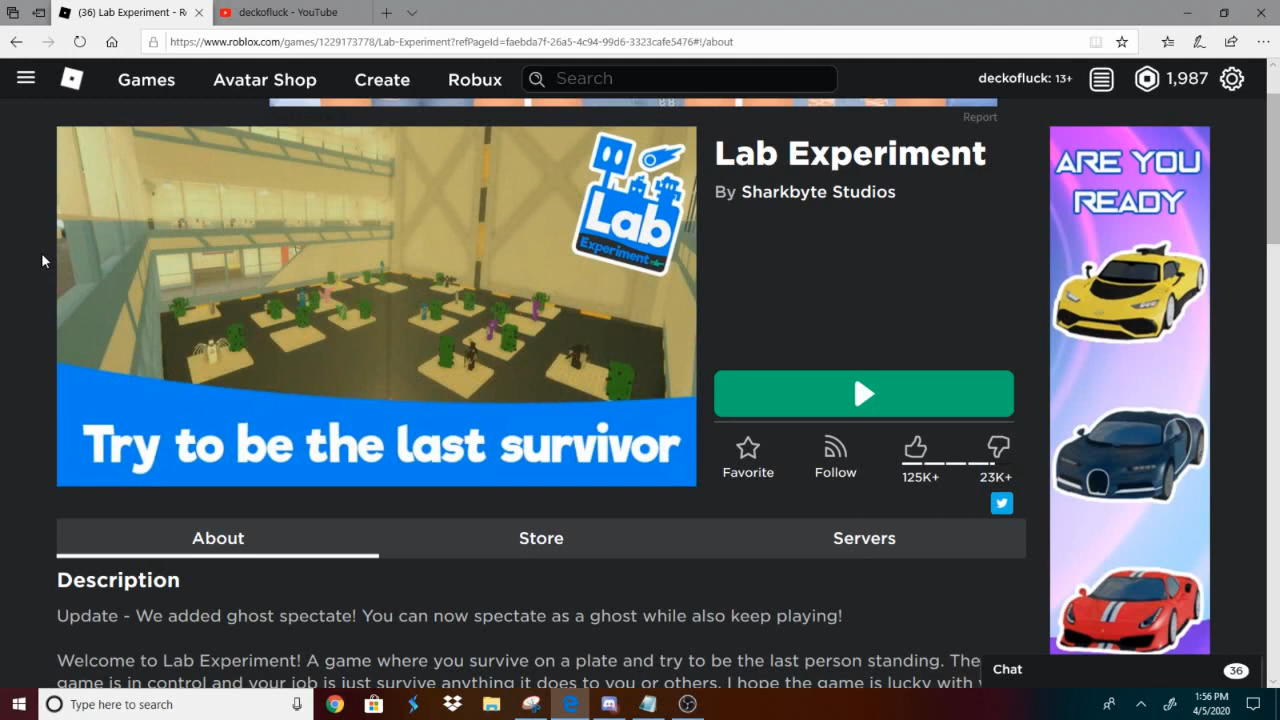 (36) Lab Experiment - R
deckofluck - YouTube
https://www.roblox.com/games/1229173778/Lab-Experiment?refPageId=faebda7f-26a5-4c94-99d6-3323cafe5476#!/about
Games
Avatar Shop
Create
Robux
Search
deckofluck: 13+
1,987
Report
Lab
Experiment
Try to be the last survivor
Lab Experiment
By Sharkbyte Studios
Favorite
Follow
125K+
23K+
ARE YOU
READY
About
Store
Servers
Description
Update - We added ghost spectate! You can now spectate as a ghost while also keep playing!
Welcome to Lab Experiment! A game where you survive on a plate and try to be the last person standing. The
game is in control and your job is just survive anything it does to you or others. I hope the game is lucky with
Chat
36
Type here to search
1:56 PM
4/5/2020